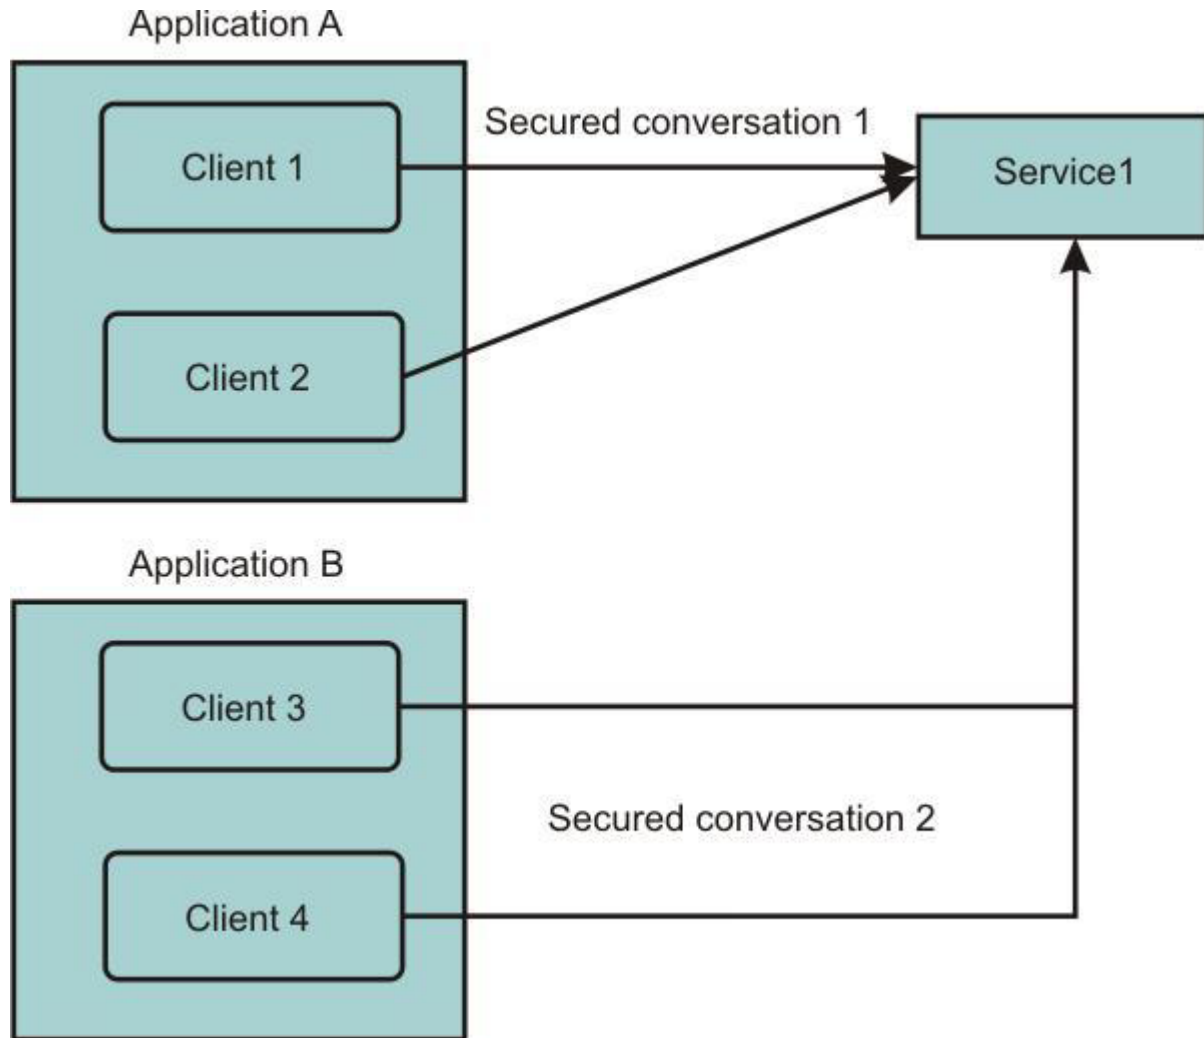 Application A
Client 1
Secured conversation 1
Service1
Client 2
Application B
Client 3
Secured conversation 2
Client 4